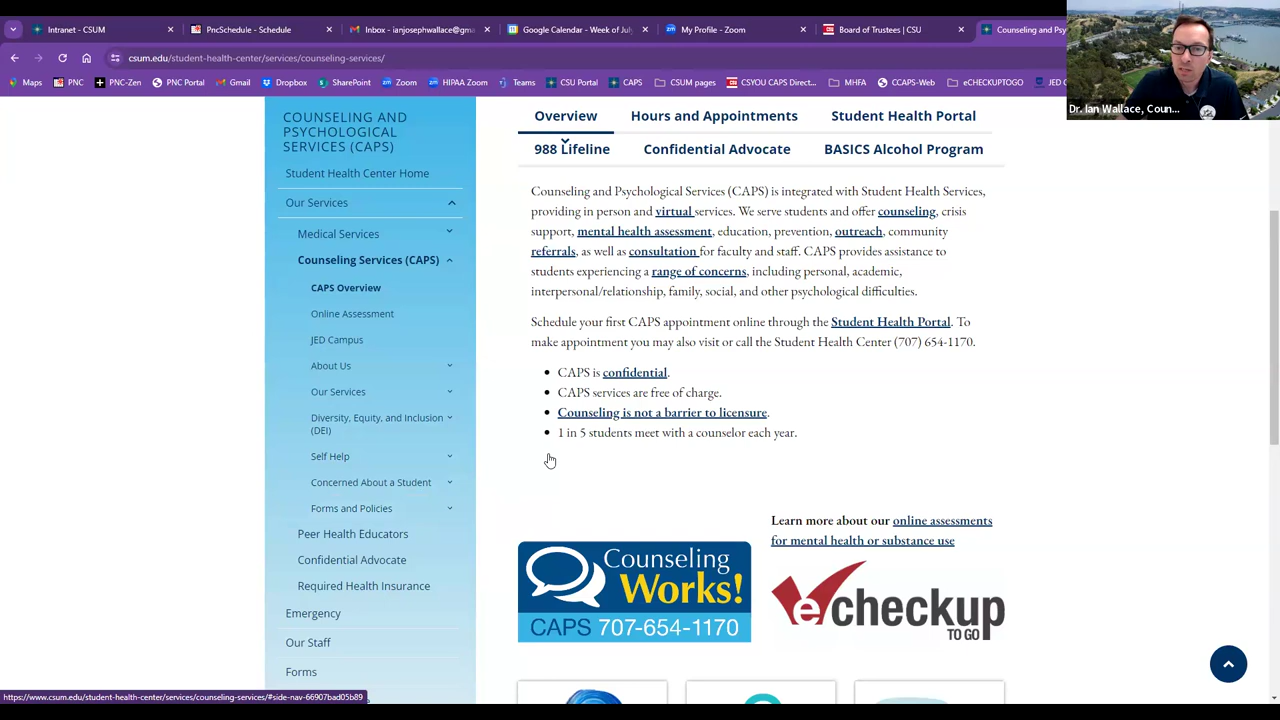 Intranet - CSUM
PncSchedule - Schedule
Inbox - ianjosephwallace@gma
Google Calendar - Week of July
My Profile - Zoom
Board of Trustees | CSU
Counseling and Psy
csum.edu/student-health-center/services/counseling-services/
Maps
PNC
PNC-Zen
PNC Portal
Gmail
Dropbox
SharePoint
Zoom
HIPAA Zoom
Teams
CSU Portal
CAPS
CSUM pages
CSYOU CAPS Direct...
MHFA
CCAPS-Web
eCHECKUPTOGO
JED C
Dr. Ian Wallace, Coun...
COUNSELING AND
PSYCHOLOGICAL
SERVICES (CAPS)
Student Health Center Home
Our Services
Medical Services
Counseling Services (CAPS)
CAPS Overview
Online Assessment
JED Campus
About Us
Our Services
Diversity, Equity, and Inclusion
(DEI)
Self Help
Concerned About a Student
Forms and Policies
Peer Health Educators
Confidential Advocate
Required Health Insurance
Emergency
Our Staff
Forms
Overview
Hours and Appointments
Student Health Portal
988 Lifeline
Confidential Advocate
BASICS Alcohol Program
Counseling and Psychological Services (CAPS) is integrated with Student Health Services,
providing in person and virtual services. We serve students and offer counseling, crisis
support, mental health assessment, education, prevention, outreach, community
referrals, as well as consultation for faculty and staff. CAPS provides assistance to
students experiencing a range of concerns, including personal, academic,
interpersonal/relationship, family, social, and other psychological difficulties.
Schedule your first CAPS appointment online through the Student Health Portal. To
make appointment you may also visit or call the Student Health Center (707) 654-1170.
• CAPS is confidential.
• CAPS services are free of charge.
• Counseling is not a barrier to licensure.
• 1 in 5 students meet with a counselor each year.
Counseling
Works!
CAPS 707-654-1170
Learn more about our online assessments
for mental health or substance use
echeckup
TO GO
https://www.csum.edu/student-health-center/services/counseling-services/#side-nav-66907bad05b89